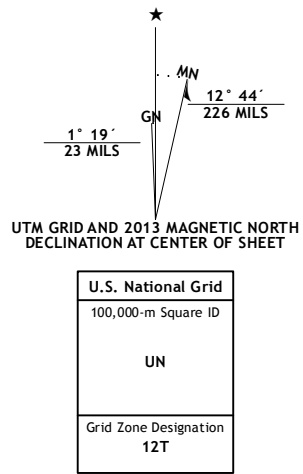 ★
MN
GN
12° 44´
226 MILS
1° 19´
23 MILS
UTM GRID AND 2013 MAGNETIC NORTH
DECLINATION AT CENTER OF SHEET
U.S. National Grid
100,000-m Square ID
UN
Grid Zone Designation
12T